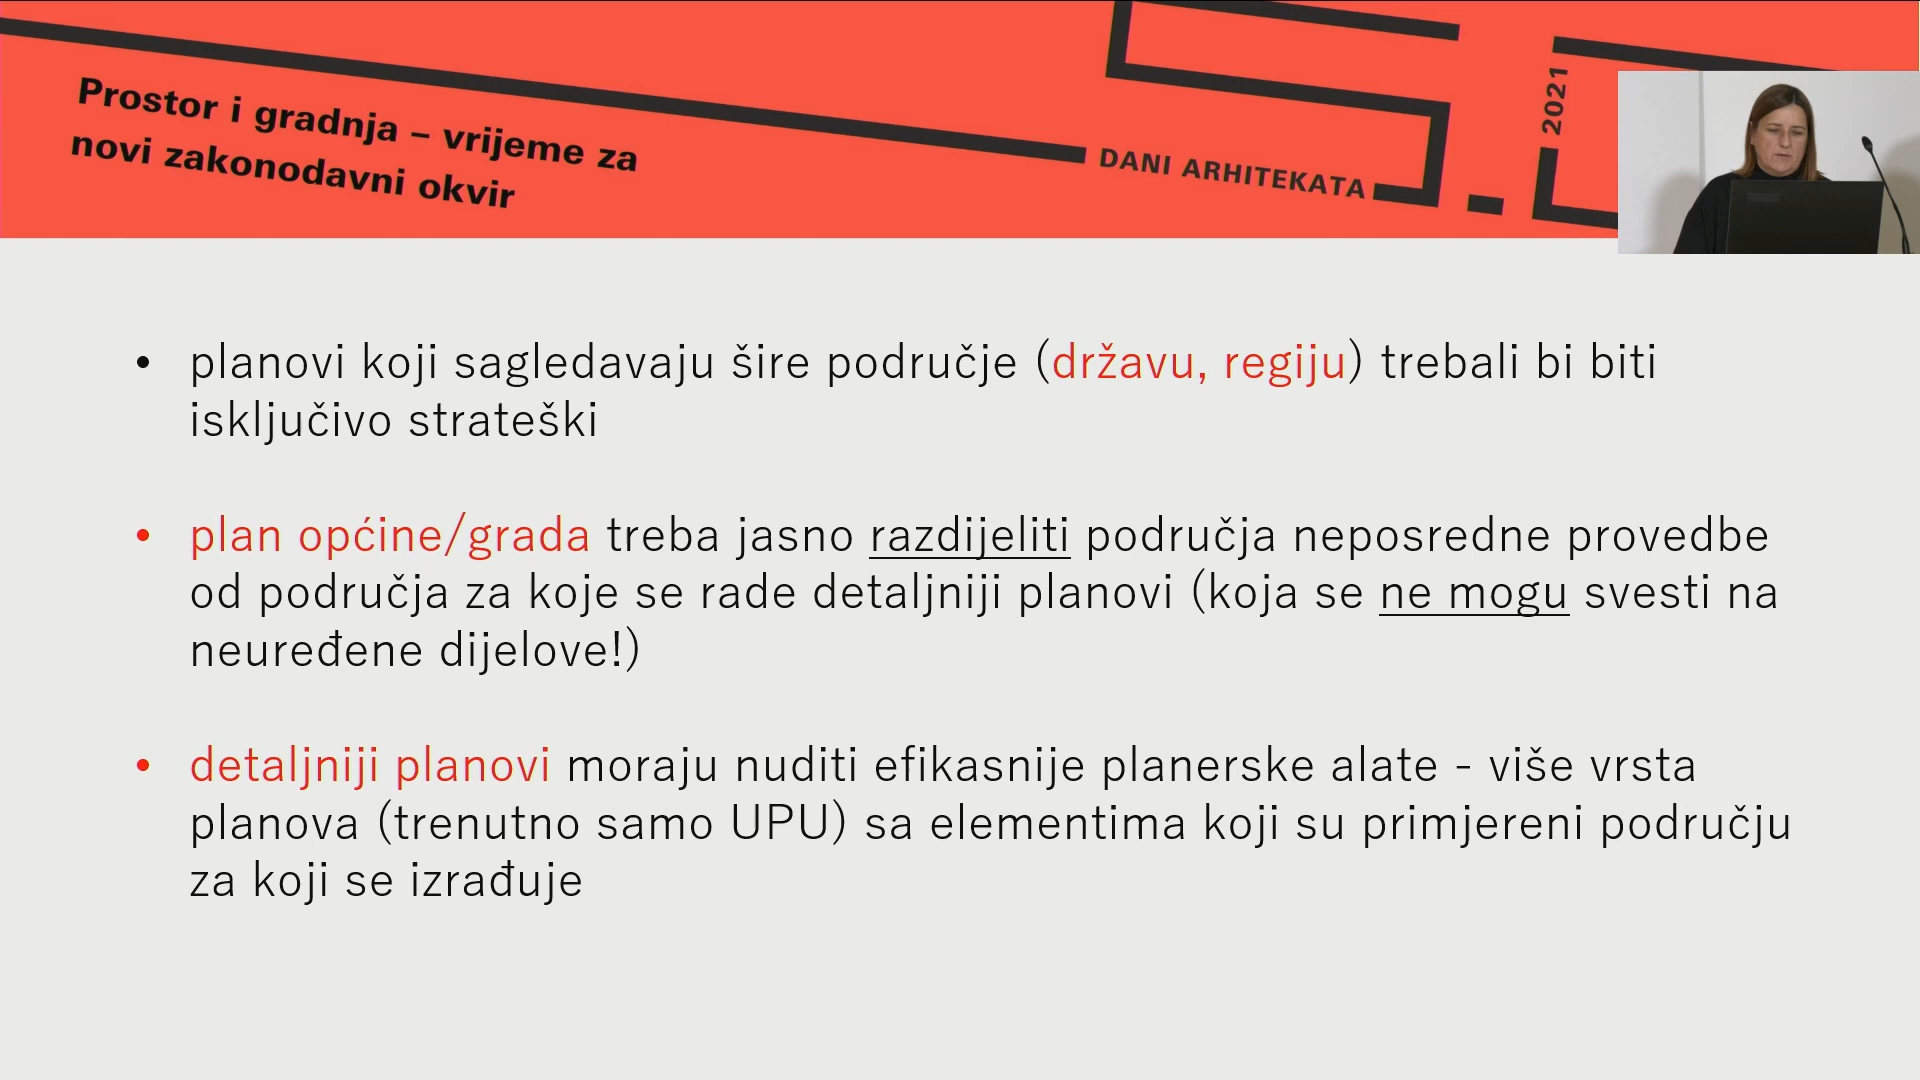 Prostor i gradnja – vrijeme za
novi zakonodavni okvir
DANI ARHITEKATA
2021
• planovi koji sagledavaju šire područje (državu, regiju) trebali bi biti
isključivo strateški
• plan općine/grada treba jasno razdijeliti područja neposredne provedbe
od područja za koje se rade detaljniji planovi (koja se ne mogu svesti na
neuređene dijelove!)
• detaljniji planovi moraju nuditi efikasnije planerske alate - više vrsta
planova (trenutno samo UPU) sa elementima koji su primjereni području
za koji se izrađuje